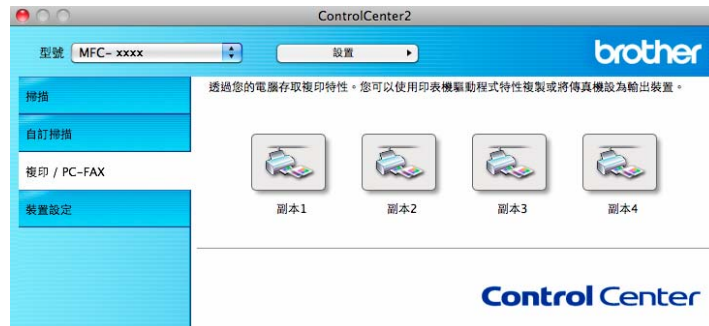 ControlCenter2
型號 MFC- xxxx 設置 brother
掃描
透過您的電腦存取複印特性。您可以使用印表機驅動程式特性複製或將傳真機設為輸出裝置。
自訂掃描
複印 / PC-FAX
裝置設定
副本1 副本2 副本3 副本4
Control Center